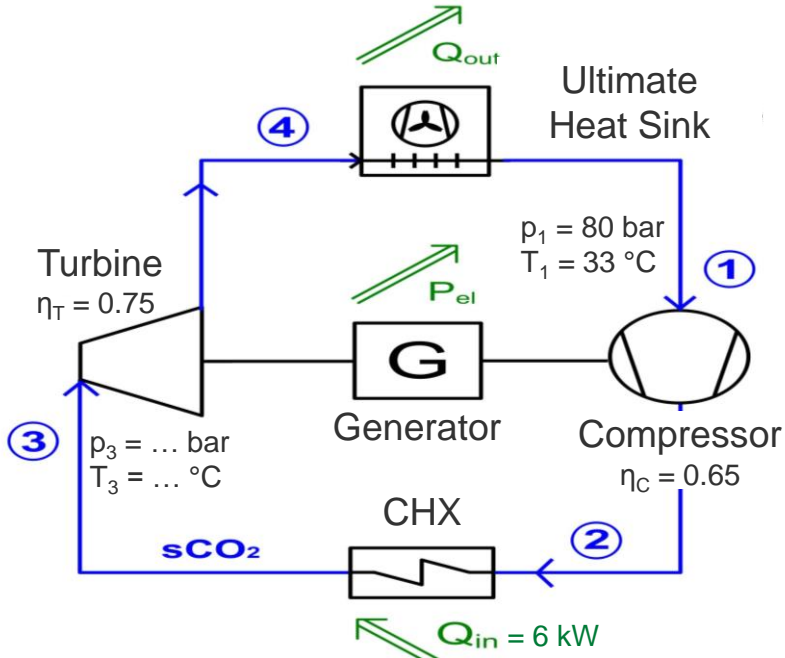 Qout
Ultimate
Heat Sink
4
p1 = 80 bar
T1 = 33 °C
1
Turbine
ηT = 0.75
Pel
G
Generator
Compressor
ηC = 0.65
3
p3 = ... bar
T3 = ... °C
CHX
sCO2
2
Qin = 6 kW